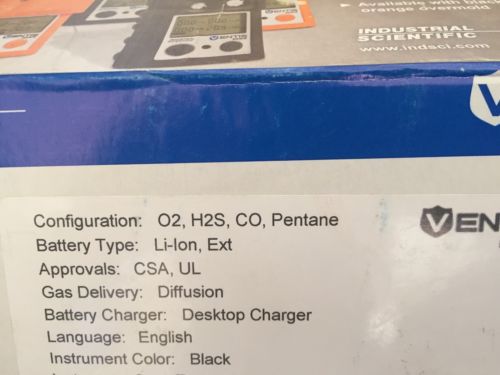 Available with black
orange overmold
INDUSTRIAL
SCIENTIFIC
www.indsci.com
Configuration: O2, H2S, CO, Pentane
VEN
Battery Type: Li-Ion, Ext
Approvals: CSA, UL
Gas Delivery: Diffusion
Battery Charger: Desktop Charger
Language: English
Instrument Color: Black